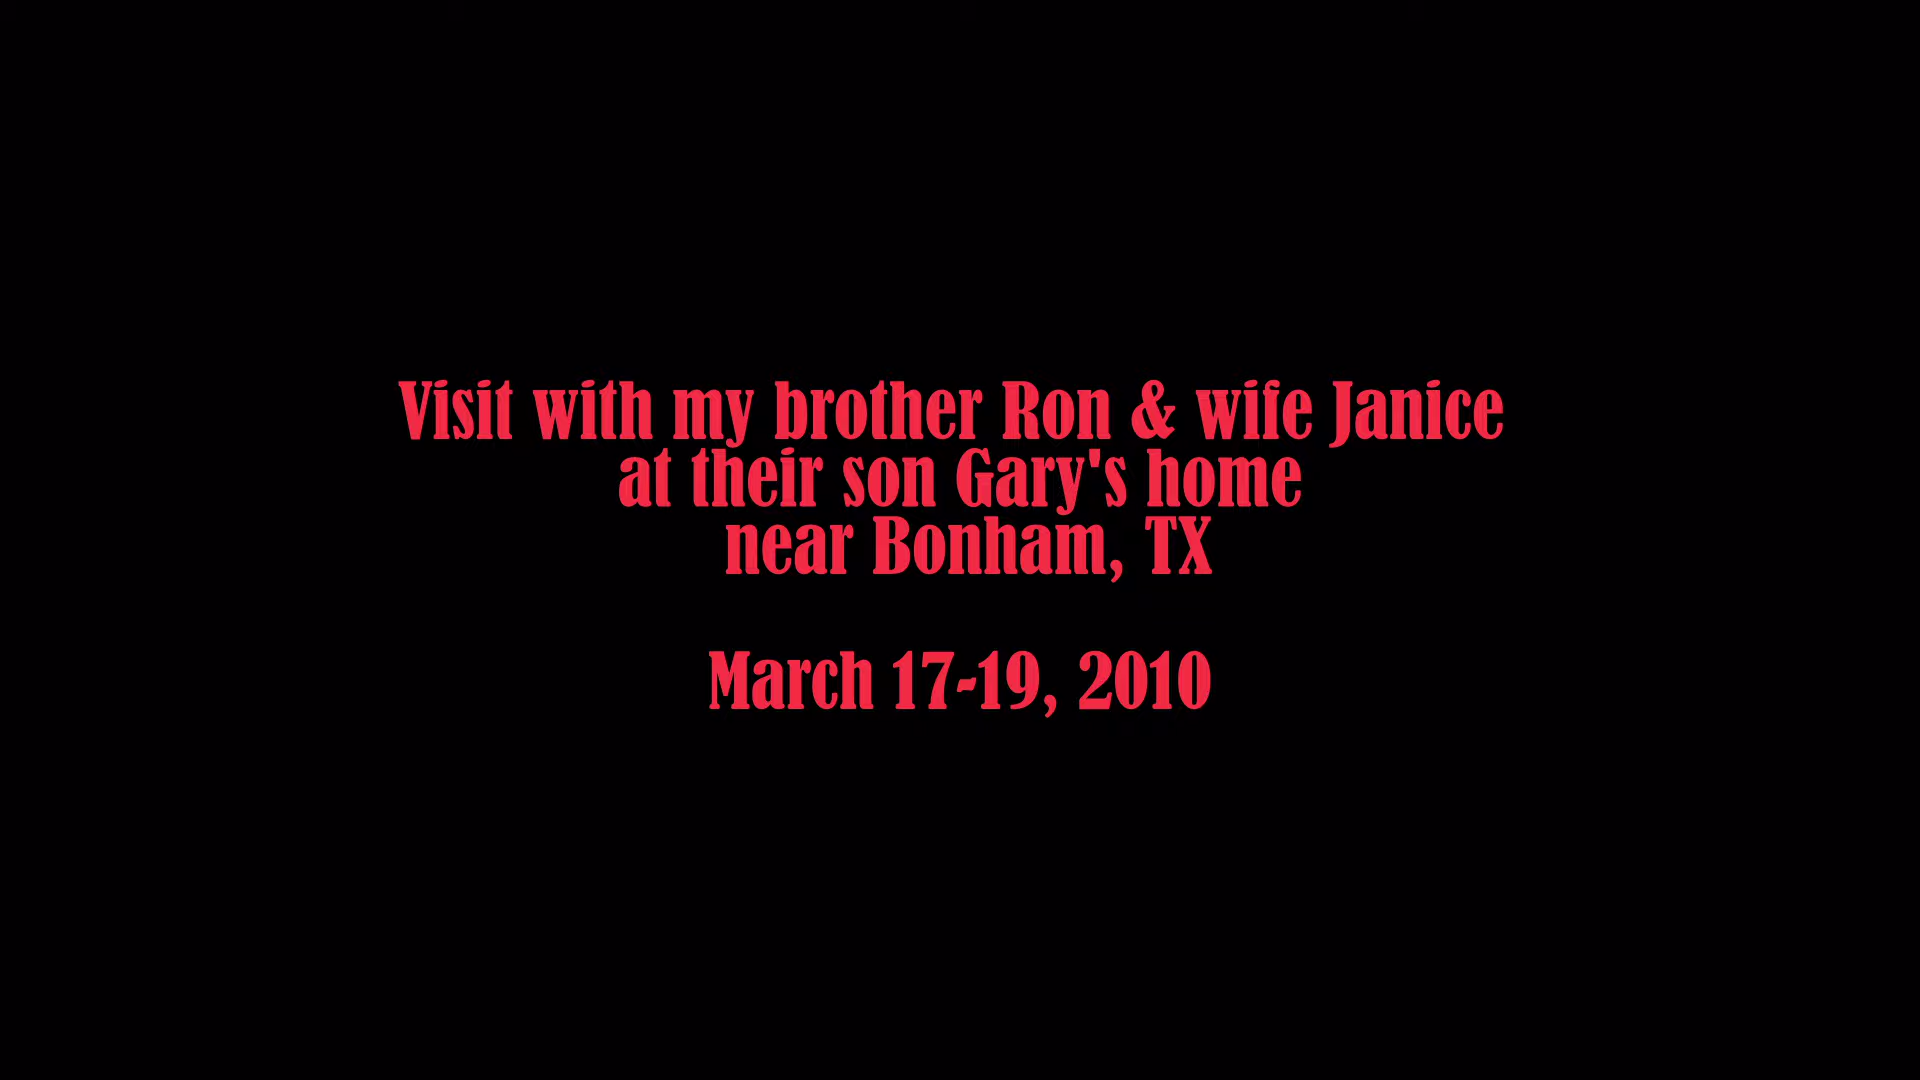 Visit with my brother Ron & wife Janice
at their son Gary's home
near Bonham, TX
March 17-19, 2010